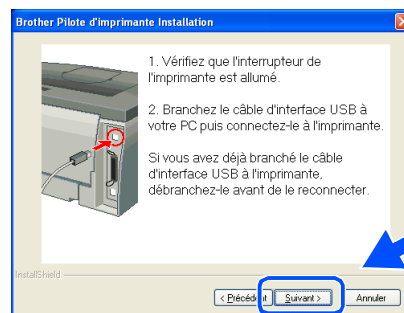 Brother Pilote d'imprimante Installation
1. Vérifiez que l'interrupteur de
l'imprimante est allumé.
2. Branchez le câble d'interface USB à
votre PC puis connectez-le à l'imprimante.
Si vous avez déjà branché le câble
d'interface USB à l'imprimante,
débranchez-le avant de le reconnecter.
InstallShield
< Précédent Suivant > Annuler